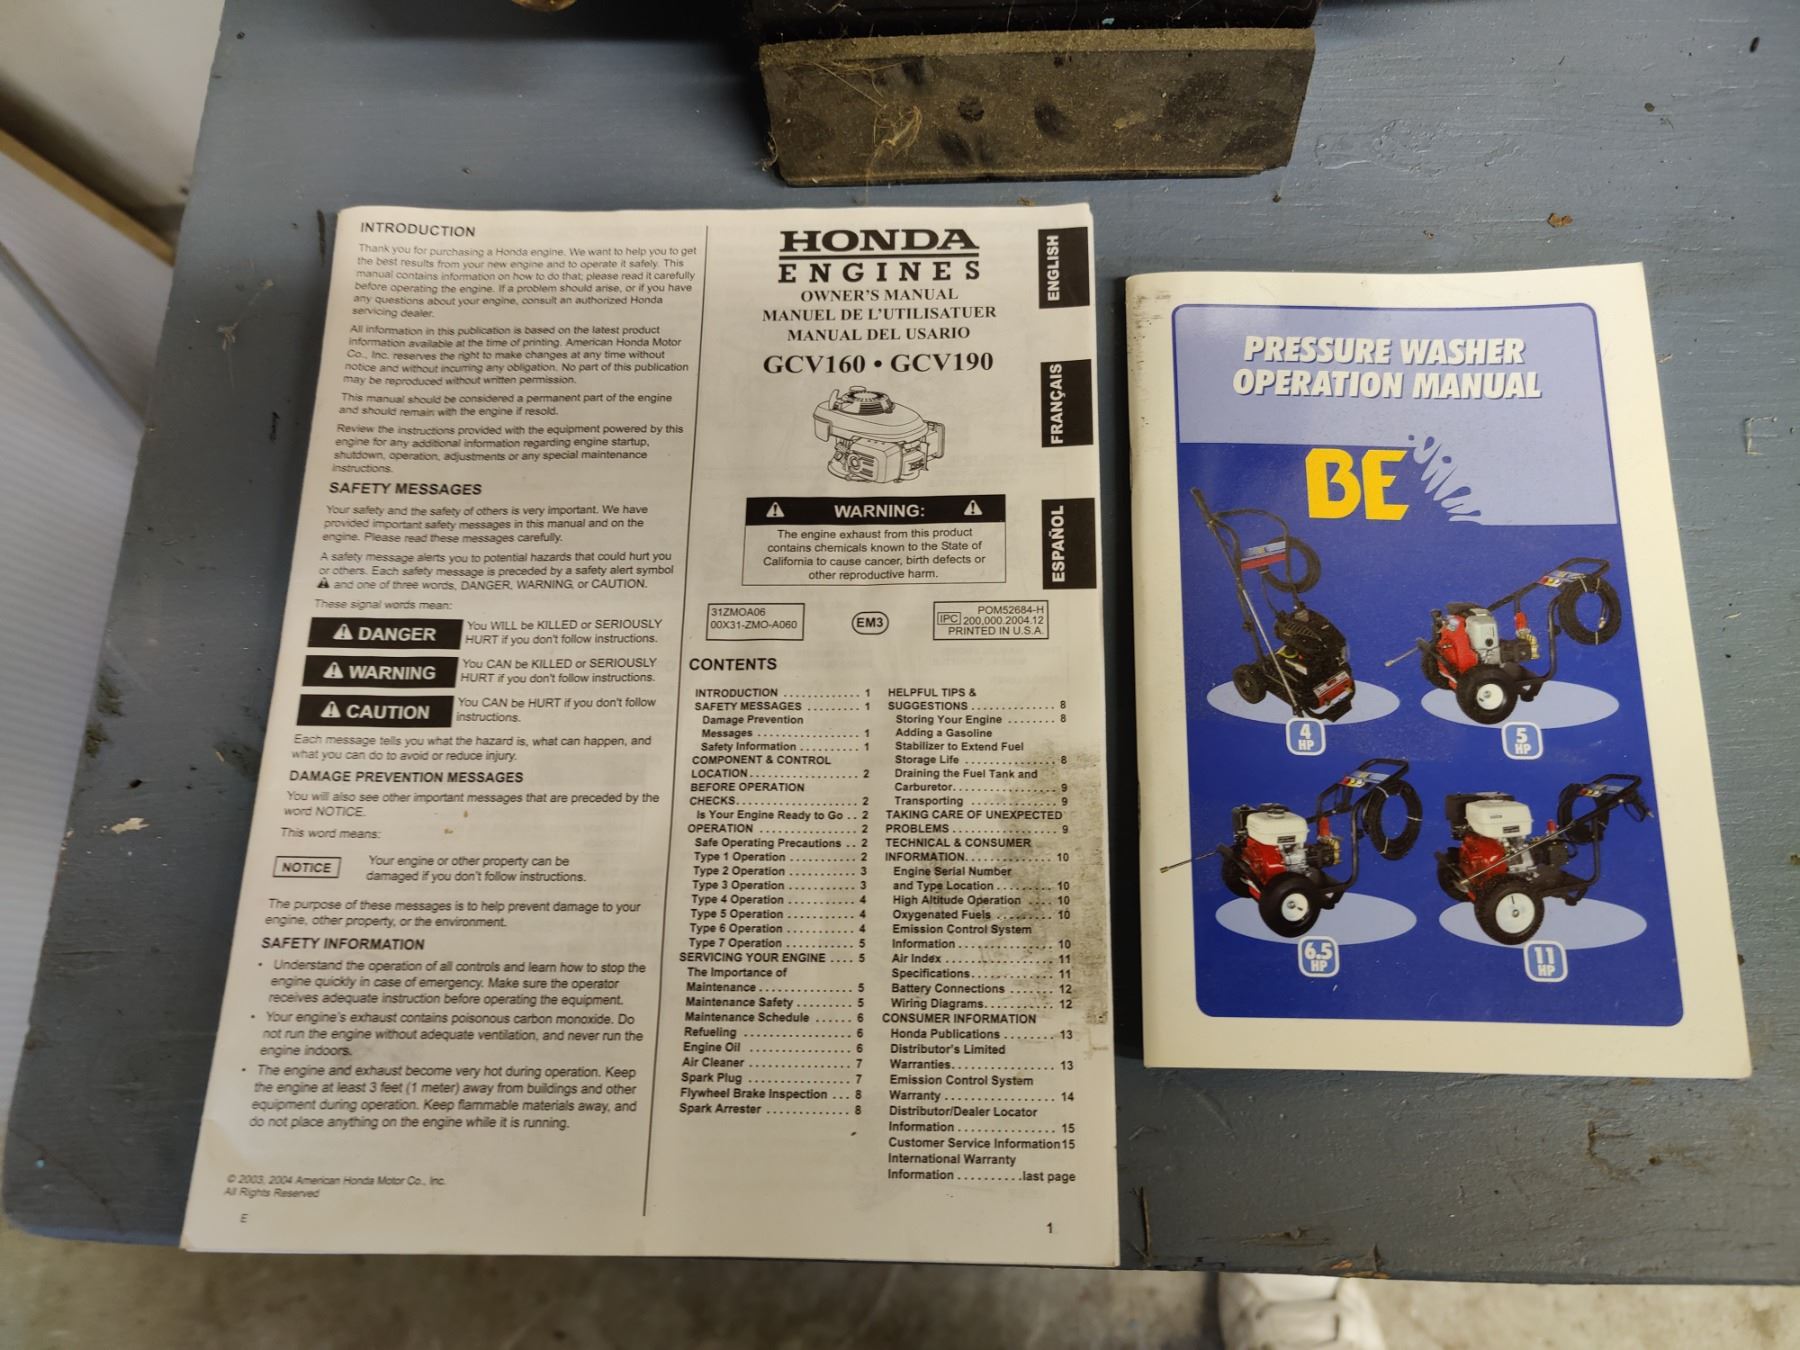 INTRODUCTION
Thank you for purchasing a Honda engine. We want to help you to get
the best results from your new engine and to operate it safely. This
manual contains information on how to do that; please read it carefully
before operating the engine. If a problem should arise, or if you have
any questions about your engine, consult an authorized Honda
servicing dealer.
All information in this publication is based on the latest product
information available at the time of printing. American Honda Motor
Co., Inc. reserves the right to make changes at any time without
notice and without incurring any obligation. No part of this publication
may be reproduced without written permission.
This manual should be considered a permanent part of the engine
and should remain with the engine if resold.
Review the instructions provided with the equipment powered by this
engine for any additional information regarding engine startup,
shutdown, operation, adjustments or any special maintenance
instructions.
SAFETY MESSAGES
Your safety and the safety of others is very important. We have
provided important safety messages in this manual and on the
engine. Please read these messages carefully.
A safety message alerts you to potential hazards that could hurt you
or others. Each safety message is preceded by a safety alert symbol
and one of three words, DANGER, WARNING, or CAUTION.
These signal words mean:
DANGER
You WILL be KILLED or SERIOUSLY
HURT if you don't follow instructions.
WARNING
You CAN be KILLED or SERIOUSLY
HURT if you don't follow instructions.
CAUTION
You CAN be HURT if you don't follow
instructions.
Each message tells you what the hazard is, what can happen, and
what you can do to avoid or reduce injury.
DAMAGE PREVENTION MESSAGES
You will also see other important messages that are preceded by the
word NOTICE.
This word means:
NOTICE
Your engine or other property can be
damaged if you don't follow instructions.
The purpose of these messages is to help prevent damage to your
engine, other property, or the environment.
SAFETY INFORMATION
• Understand the operation of all controls and learn how to stop the
engine quickly in case of emergency. Make sure the operator
receives adequate instruction before operating the equipment.
• Your engine's exhaust contains poisonous carbon monoxide. Do
not run the engine without adequate ventilation, and never run the
engine indoors.
• The engine and exhaust become very hot during operation. Keep
the engine at least 3 feet (1 meter) away from buildings and other
equipment during operation. Keep flammable materials away, and
do not place anything on the engine while it is running.
© 2003, 2004 American Honda Motor Co., Inc.
All Rights Reserved
E
HONDA
ENGINES
OWNER'S MANUAL
MANUEL DE L'UTILISATUER
MANUAL DEL USARIO
GCV160 • GCV190
ENGLISH
FRANÇAIS
ESPAÑOL
WARNING:
The engine exhaust from this product
contains chemicals known to the State of
California to cause cancer, birth defects or
other reproductive harm.
31ZMOA06
00X31-ZMO-A060
EM3
POM52684-H
IPC 200,000.2004.12
PRINTED IN U.S.A.
CONTENTS
INTRODUCTION ............ 1
SAFETY MESSAGES ......... 1
Damage Prevention
Messages ................ 1
Safety Information .......... 1
COMPONENT & CONTROL
LOCATION ................ 2
BEFORE OPERATION
CHECKS ................... 2
Is Your Engine Ready to Go .. 2
OPERATION ................ 2
Safe Operating Precautions .. 2
Type 1 Operation ........... 2
Type 2 Operation ........... 3
Type 3 Operation ........... 3
Type 4 Operation ........... 4
Type 5 Operation ........... 4
Type 6 Operation ........... 4
Type 7 Operation ........... 5
SERVICING YOUR ENGINE .... 5
The Importance of
Maintenance ................ 5
Maintenance Safety ......... 5
Maintenance Schedule ...... 6
Refueling ................. 6
Engine Oil ................ 6
Air Cleaner ................ 7
Spark Plug ................ 7
Flywheel Brake Inspection ... 8
Spark Arrester ............. 8
HELPFUL TIPS &
SUGGESTIONS .............. 8
Storing Your Engine ........ 8
Adding a Gasoline
Stabilizer to Extend Fuel
Storage Life ............... 8
Draining the Fuel Tank and
Carburetor ................. 9
Transporting .............. 9
TAKING CARE OF UNEXPECTED
PROBLEMS ................. 9
TECHNICAL & CONSUMER
INFORMATION .............. 10
Engine Serial Number
and Type Location ......... 10
High Altitude Operation .... 10
Oxygenated Fuels ......... 10
Emission Control System
Information ............... 10
Air Index ................. 11
Specifications ............. 11
Battery Connections ....... 12
Wiring Diagrams ........... 12
CONSUMER INFORMATION
Honda Publications ........ 13
Distributor's Limited
Warranties ................ 13
Emission Control System
Warranty ................. 14
Distributor/Dealer Locator
Information ............... 15
Customer Service Information 15
International Warranty
Information .......... last page
1
PRESSURE WASHER
OPERATION MANUAL
BE
4
HP
5
HP
6.5
HP
11
HP